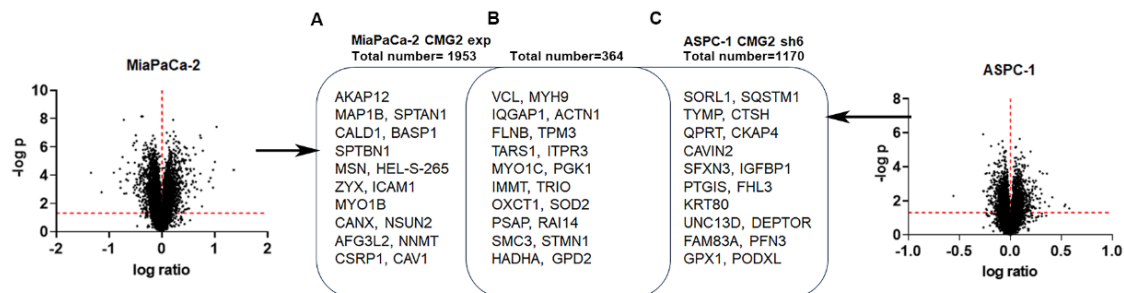 A
B
C
MiaPaCa-2 CMG2 exp
Total number= 1953
Total number=364
ASPC-1 CMG2 sh6
Total number=1170
MiaPaCa-2
-log p
10
8
6
4
2
0
-2
-1
0
1
2
log ratio
AKAP12
MAP1B, SPTAN1
CALD1, BASP1
SPTBN1
MSN, HEL-S-265
ZYX, ICAM1
MYO1B
CANX, NSUN2
AFG3L2, NNMT
CSRP1, CAV1
VCL, MYH9
IQGAP1, ACTN1
FLNB, TPM3
TARS1, ITPR3
MYO1C, PGK1
IMMT, TRIO
OXCT1, SOD2
PSAP, RAI14
SMC3, STMN1
HADHA, GPD2
SORL1, SQSTM1
TYMP, CTSH
QPRT, CKAP4
CAVIN2
SFXN3, IGFBP1
PTGIS, FHL3
KRT80
UNC13D, DEPTOR
FAM83A, PFN3
GPX1, PODXL
ASPC-1
-log p
8
6
4
2
0
-1.0
-0.5
0.0
0.5
1.0
log ratio